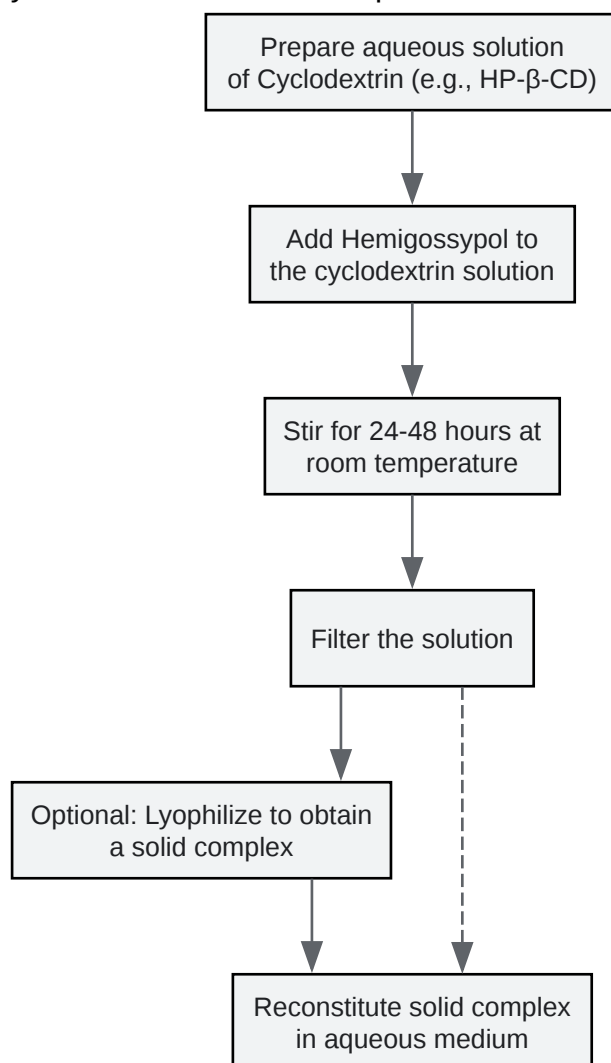 Prepare aqueous solution
of Cyclodextrin (e.g., HP-β-CD)
Add Hemigossypol to
the cyclodextrin solution
Stir for 24-48 hours at
room temperature
Filter the solution
Optional: Lyophilize to obtain
a solid complex
Reconstitute solid complex
in aqueous medium